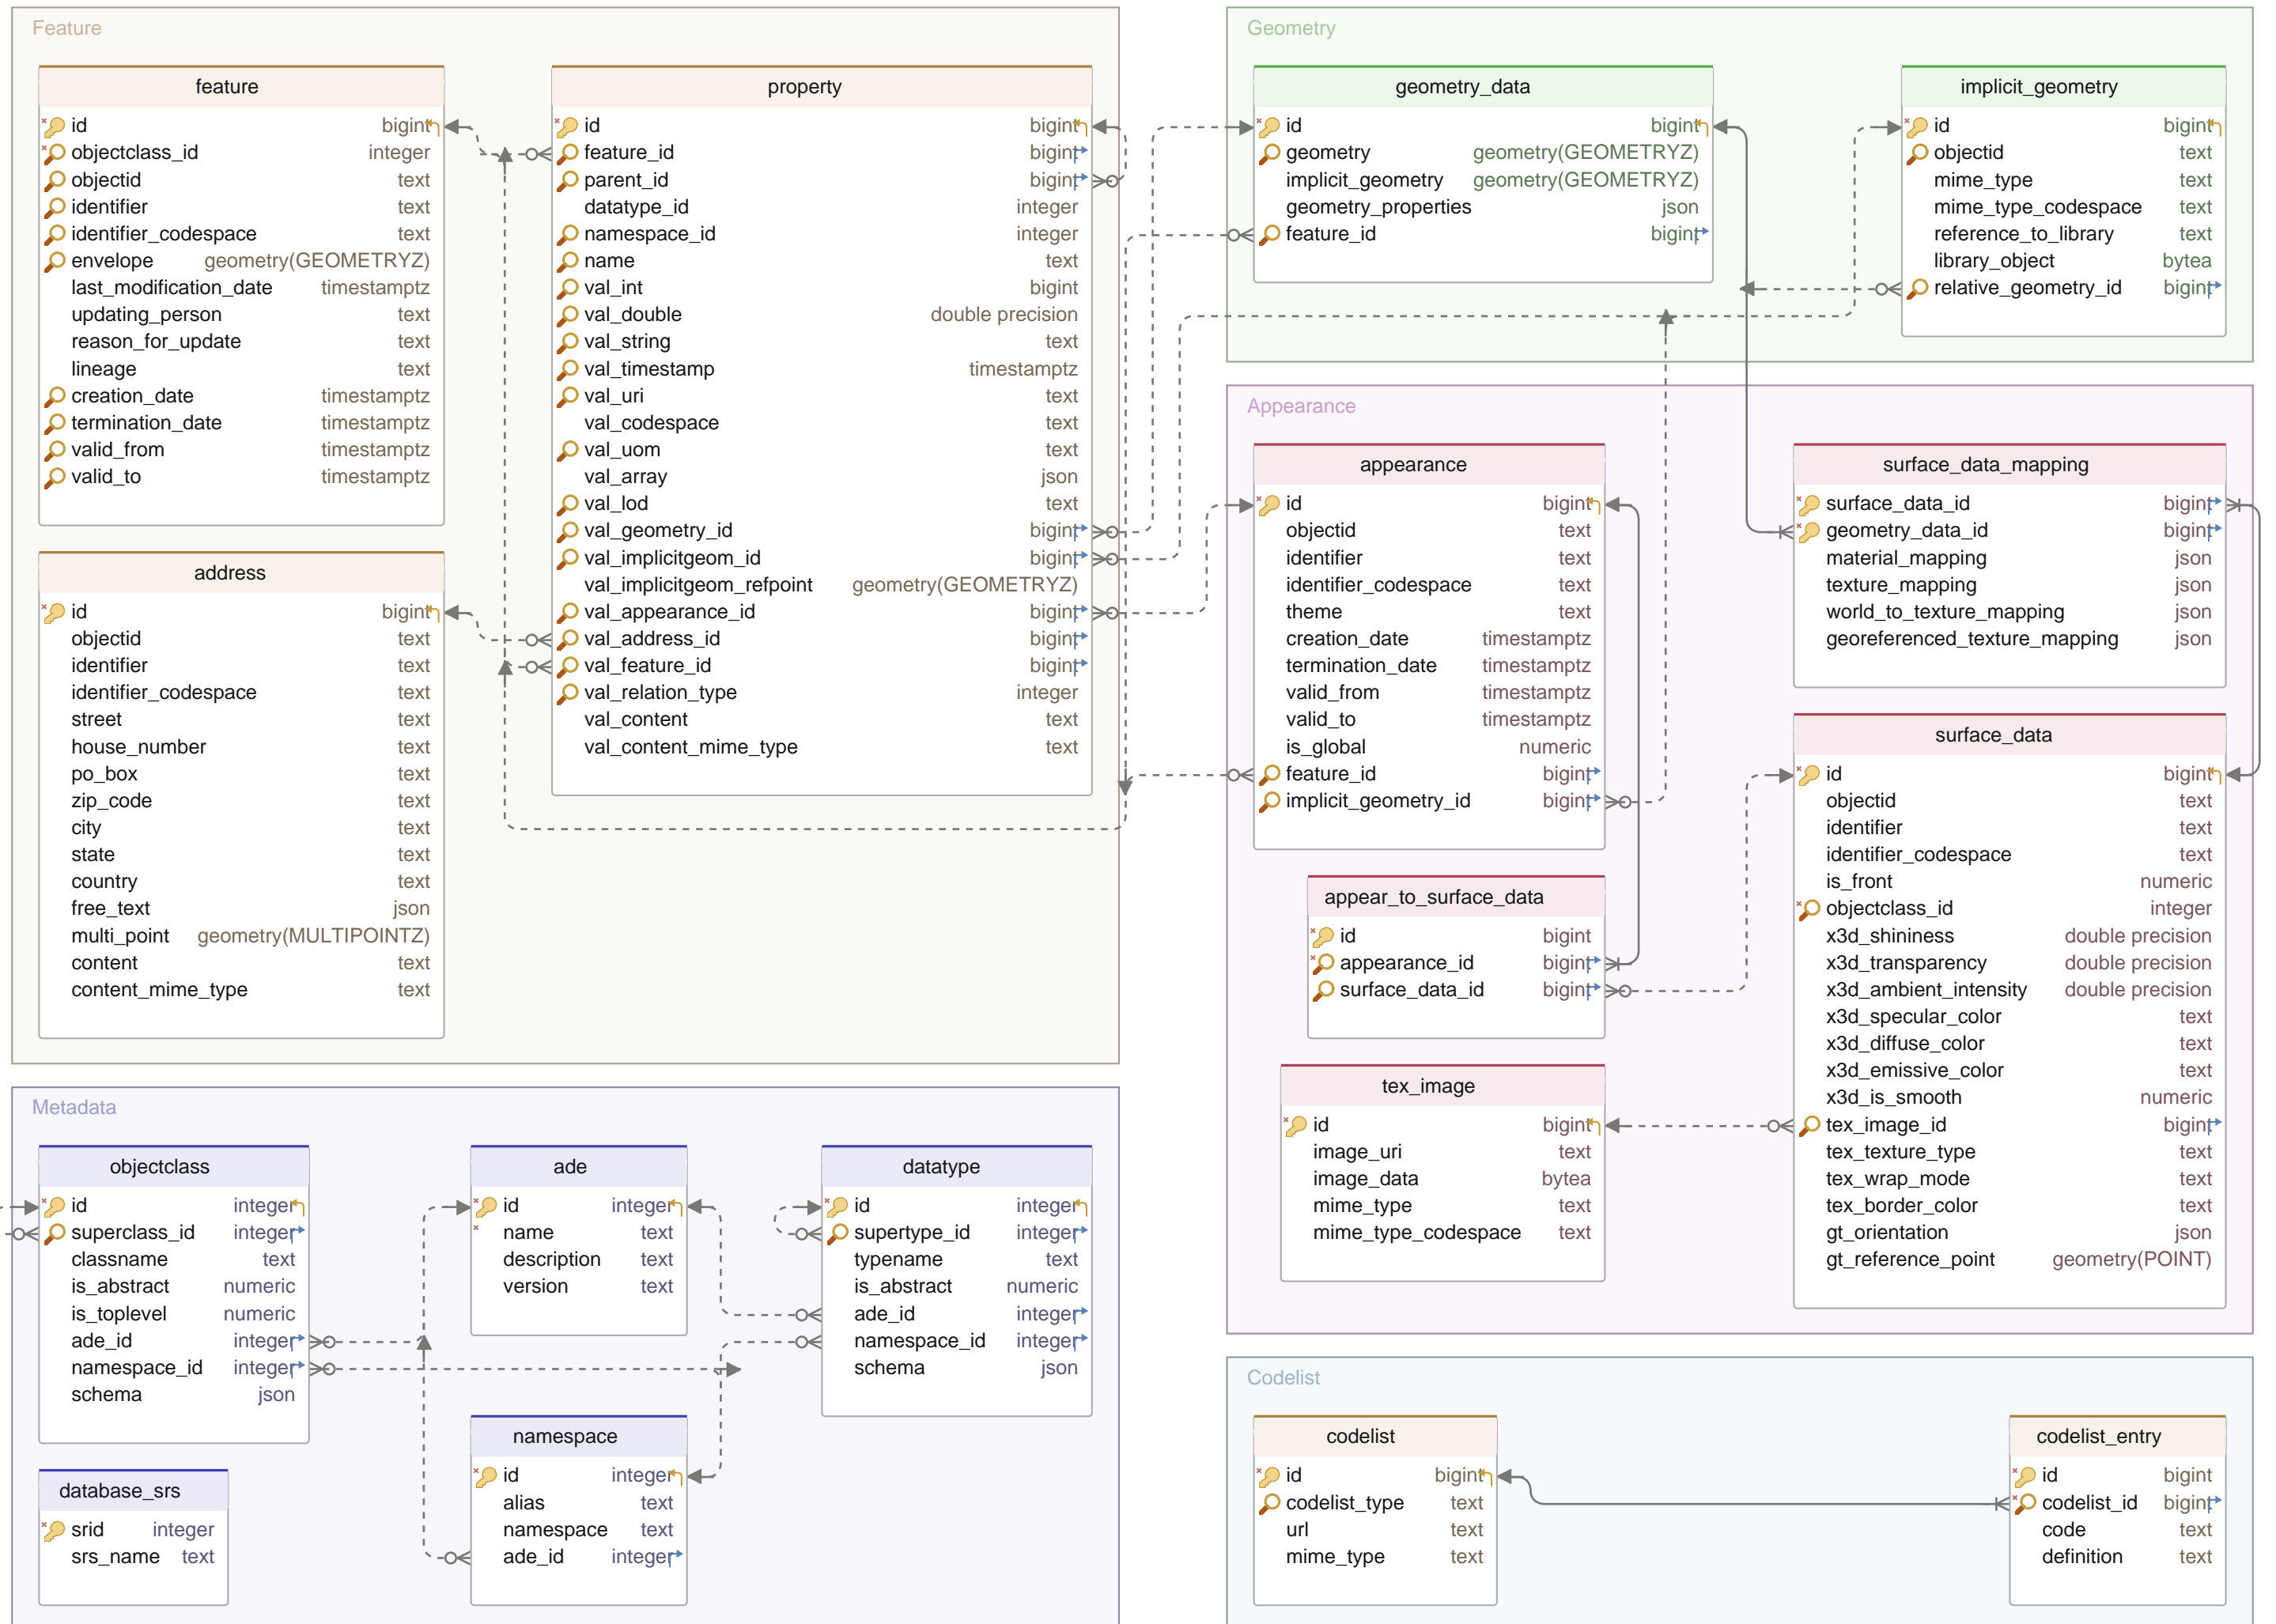 Feature
feature
id bigint
objectclass_id integer
objectid text
identifier text
identifier_codespace text
envelope geometry(GEOMETRYZ)
last_modification_date timestamptz
updating_person text
reason_for_update text
lineage text
creation_date timestamptz
termination_date timestamptz
valid_from timestamptz
valid_to timestamptz
property
id bigint
feature_id bigint
parent_id bigint
datatype_id integer
namespace_id integer
name text
val_int bigint
val_double double precision
val_string text
val_timestamp timestamptz
val_uri text
val_codespace text
val_uom text
val_array json
val_lod text
val_geometry_id bigint
val_implicitgeom_id bigint
val_implicitgeom_refpoint geometry(GEOMETRYZ)
val_appearance_id bigint
val_address_id bigint
val_feature_id bigint
val_relation_type integer
val_content text
val_content_mime_type text
address
id bigint
objectid text
identifier text
identifier_codespace text
street text
house_number text
po_box text
zip_code text
city text
state text
country text
free_text json
multi_point geometry(MULTIPOINTZ)
content text
content_mime_type text
Geometry
geometry_data
id bigint
geometry geometry(GEOMETRYZ)
implicit_geometry geometry(GEOMETRYZ)
geometry_properties json
feature_id bigint
implicit_geometry
id bigint
objectid text
mime_type text
mime_type_codespace text
reference_to_library text
library_object bytea
relative_geometry_id bigint
Appearance
appearance
id bigint
objectid text
identifier text
identifier_codespace text
theme text
creation_date timestamptz
termination_date timestamptz
valid_from timestamptz
valid_to timestamptz
is_global numeric
feature_id bigint
implicit_geometry_id bigint
surface_data_mapping
surface_data_id bigint
geometry_data_id bigint
material_mapping json
texture_mapping json
world_to_texture_mapping json
georeferenced_texture_mapping json
surface_data
id bigint
objectid text
identifier text
identifier_codespace text
is_front numeric
objectclass_id integer
x3d_shininess double precision
x3d_transparency double precision
x3d_ambient_intensity double precision
x3d_specular_color text
x3d_diffuse_color text
x3d_emissive_color text
x3d_is_smooth numeric
tex_image_id bigint
tex_texture_type text
tex_wrap_mode text
tex_border_color text
gt_orientation json
gt_reference_point geometry(POINT)
appear_to_surface_data
id bigint
appearance_id bigint
surface_data_id bigint
tex_image
id bigint
image_uri text
image_data bytea
mime_type text
mime_type_codespace text
Metadata
objectclass
id integer
superclass_id integer
classname text
is_abstract numeric
is_toplevel numeric
ade_id integer
namespace_id integer
schema json
ade
id integer
name text
description text
version text
datatype
id integer
supertype_id integer
typename text
is_abstract numeric
ade_id integer
namespace_id integer
schema json
namespace
id integer
alias text
namespace text
ade_id integer
database_srs
srid integer
srs_name text
Codelist
codelist
id bigint
codelist_type text
url text
mime_type text
codelist_entry
id bigint
codelist_id bigint
code text
definition text